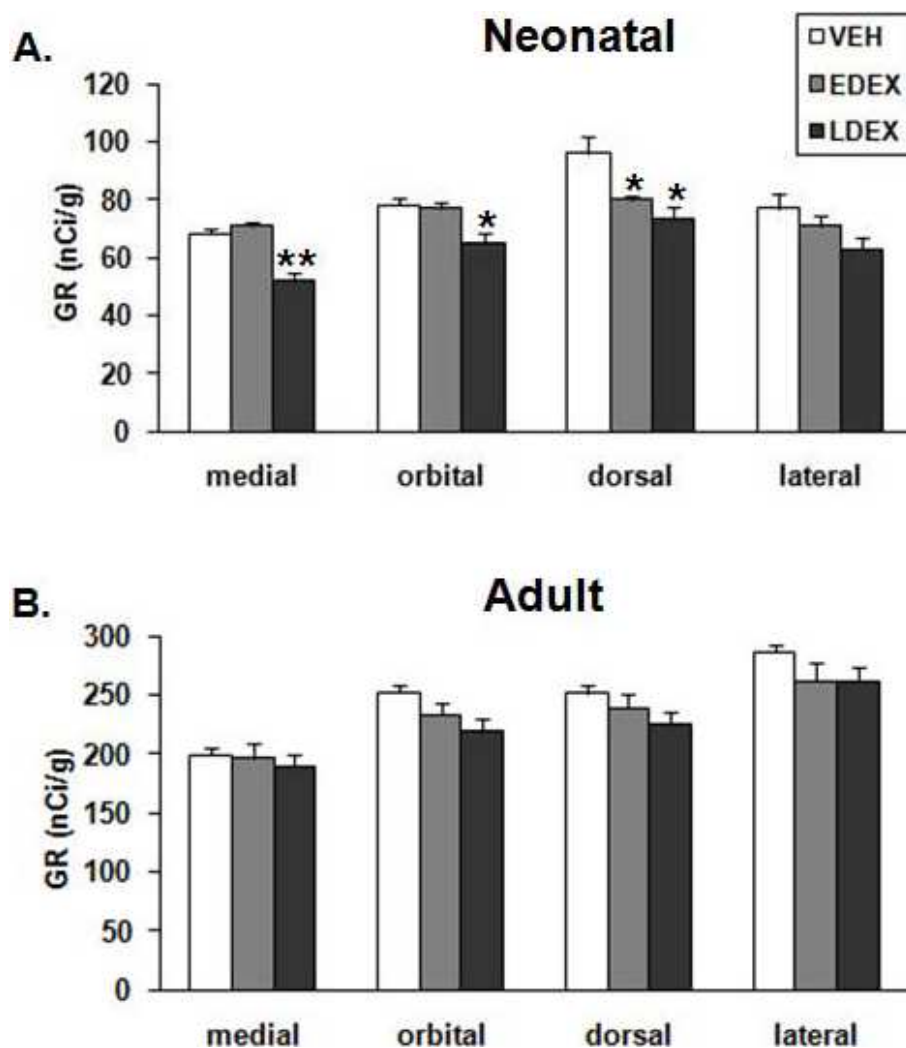 A.
Neonatal
VEH
EDEX
LDEX
GR (nCi/g)
120
100
80
60
40
20
0
**
*
*
*
medial orbital dorsal lateral
B.
Adult
GR (nCi/g)
300
250
200
150
100
50
0
medial orbital dorsal lateral